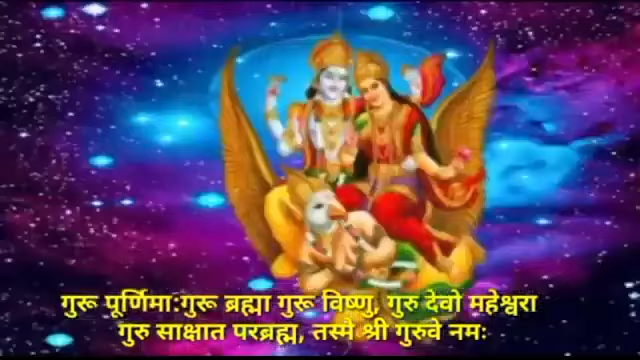 गुरू पूर्णिमा:गुरू ब्रह्मा गुरू विष्णु, गुरु देवो महेश्वरा
गुरु साक्षात परब्रह्म, तस्मै श्री गुरुवे नमः